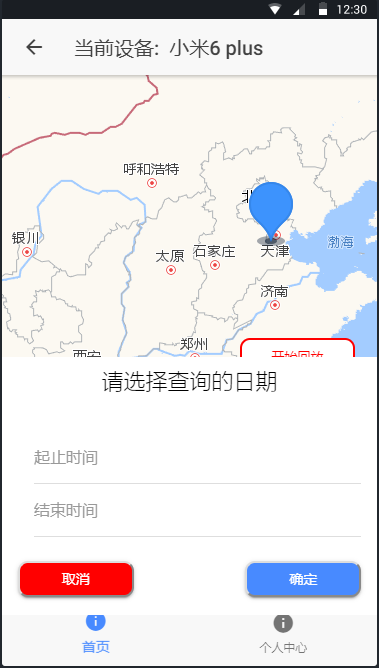 12:30
当前设备: 小米6 plus
呼和浩特
北
银川
天津
渤海
太原
石家庄
济南
郑州
西安
开始回放
请选择查询的日期
起止时间
结束时间
取消
确定
首页
个人中心